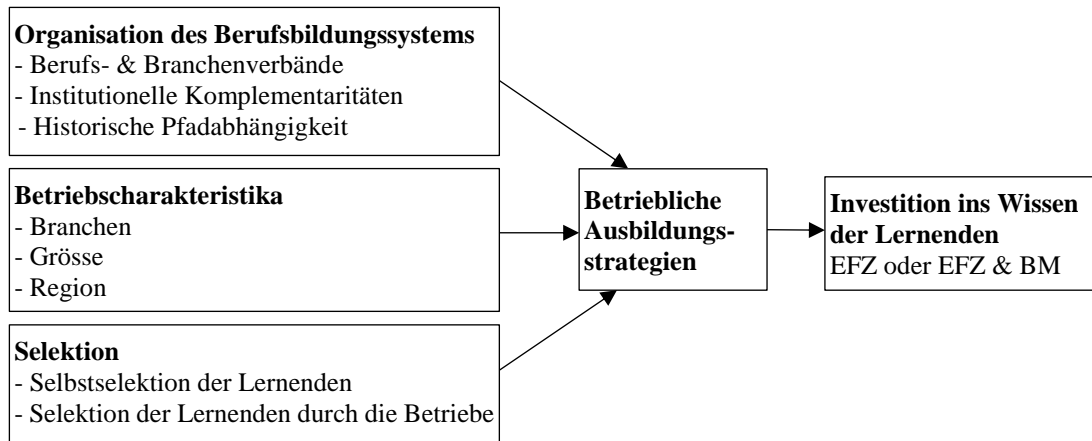 Organisation des Berufsbildungssystems
- Berufs- & Branchenverbände
- Institutionelle Komplementaritäten
- Historische Pfadabhängigkeit
Betriebscharakteristika
- Branchen
- Grösse
- Region
Selektion
- Selbstselektion der Lernenden
- Selektion der Lernenden durch die Betriebe
Betriebliche
Ausbildungs-
strategien
Investition ins Wissen
der Lernenden
EFZ oder EFZ & BM